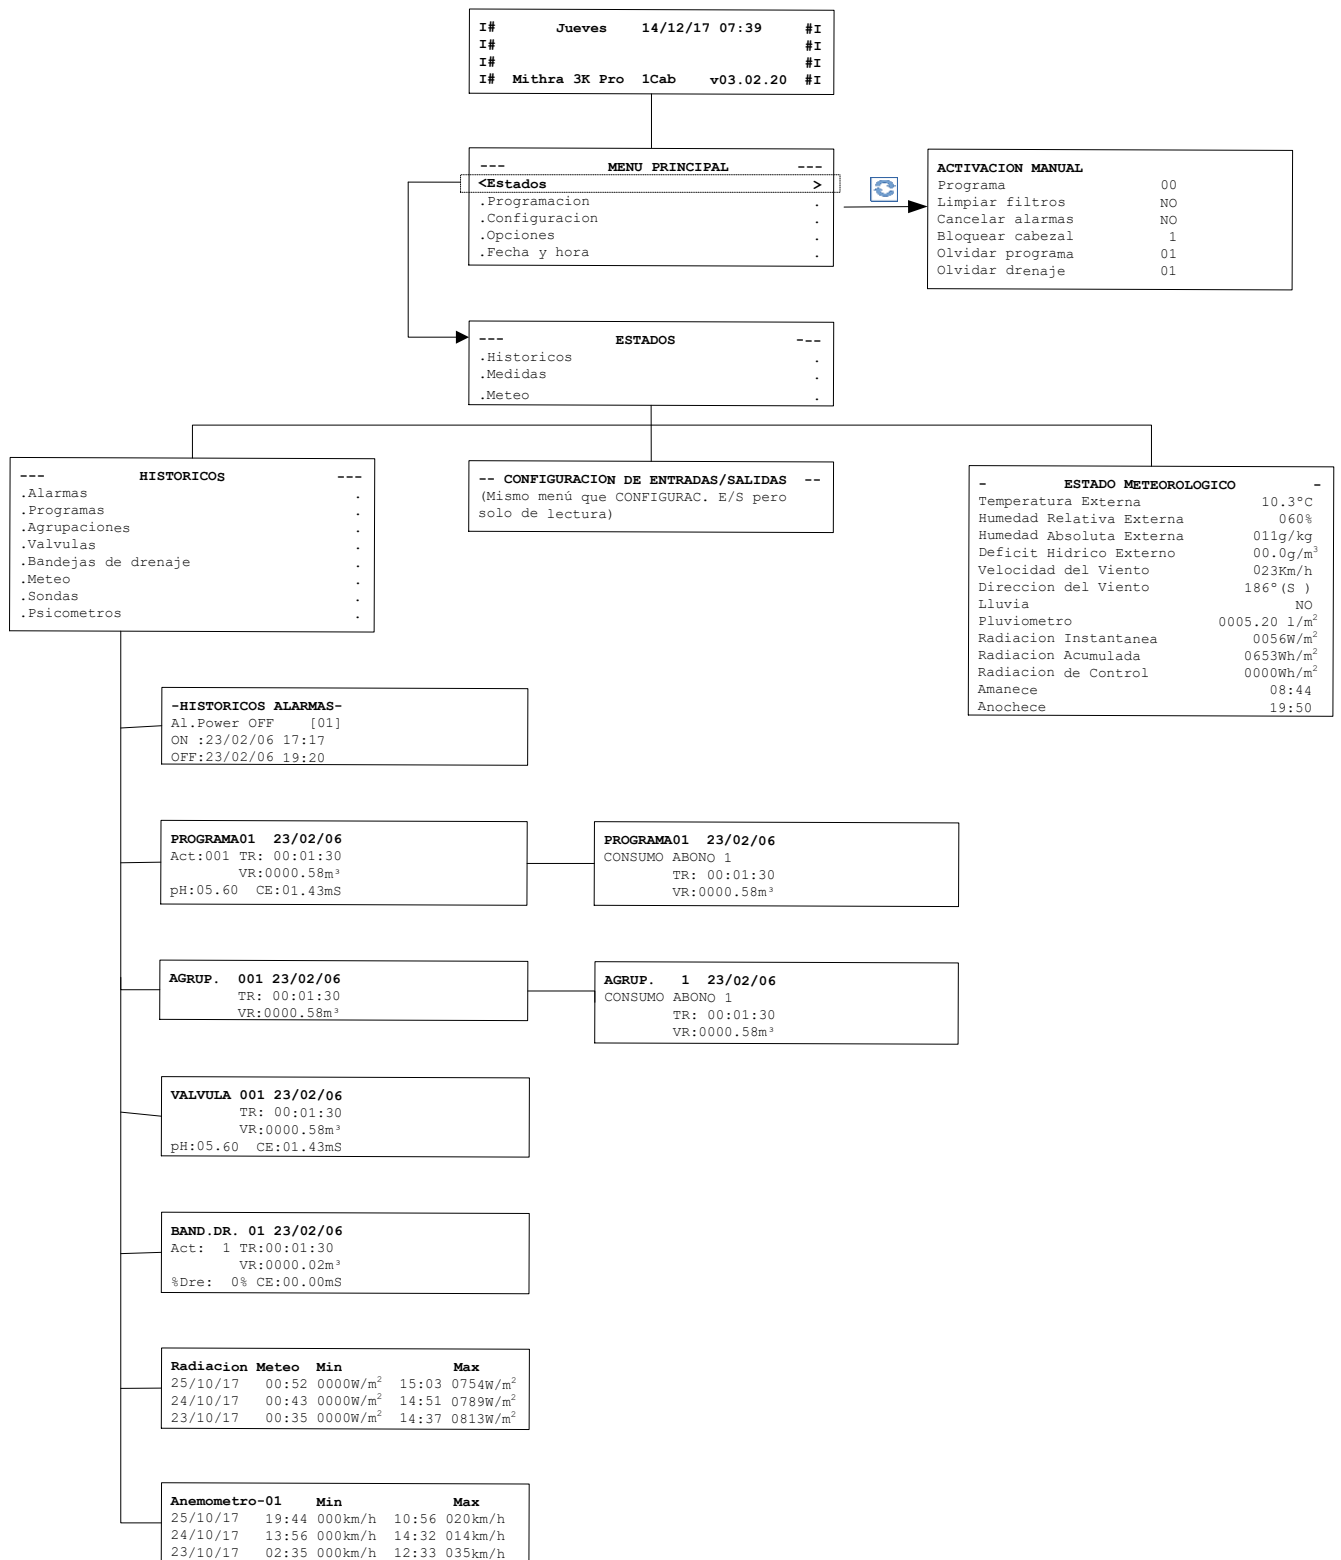 I# Jueves 14/12/17 07:39 #I
I# #I
I# #I
I# Mithra 3K Pro 1Cab v03.02.20 #I
--- MENU PRINCIPAL ---
<Estados >
.Programacion .
.Configuracion .
.Opciones .
.Fecha y hora .
ACTIVACION MANUAL
Programa 00
Limpiar filtros NO
Cancelar alarmas NO
Bloquear cabezal 1
Olvidar programa 01
Olvidar drenaje 01
--- ESTADOS ---
.Historicos .
.Medidas .
.Meteo .
--- HISTORICOS ---
.Alarmas .
.Programas .
.Agrupaciones .
.Valvulas .
.Bandejas de drenaje .
.Meteo .
.Sondas .
.Psicometros .
-- CONFIGURACION DE ENTRADAS/SALIDAS --
(Mismo menú que CONFIGURAC. E/S pero
solo de lectura)
- ESTADO METEOROLOGICO -
Temperatura Externa 10.3ºC
Humedad Relativa Externa 060%
Humedad Absoluta Externa 011g/kg
Deficit Hidrico Externo 00.0g/m³
Velocidad del Viento 023Km/h
Direccion del Viento 186º(S )
Lluvia NO
Pluviometro 0005.20 l/m²
Radiacion Instantanea 0056W/m²
Radiacion Acumulada 0653Wh/m²
Radiacion de Control 0000Wh/m²
Amanece 08:44
Anochece 19:50
-HISTORICOS ALARMAS-
Al.Power OFF [01]
ON :23/02/06 17:17
OFF:23/02/06 19:20
PROGRAMA01 23/02/06
Act:001 TR: 00:01:30
VR:0000.58m³
pH:05.60 CE:01.43mS
PROGRAMA01 23/02/06
CONSUMO ABONO 1
TR: 00:01:30
VR:0000.58m³
AGRUP. 001 23/02/06
TR: 00:01:30
VR:0000.58m³
AGRUP. 1 23/02/06
CONSUMO ABONO 1
TR: 00:01:30
VR:0000.58m³
VALVULA 001 23/02/06
TR: 00:01:30
VR:0000.58m³
pH:05.60 CE:01.43mS
BAND.DR. 01 23/02/06
Act: 1 TR:00:01:30
VR:0000.02m³
%Dre: 0% CE:00.00mS
Radiacion Meteo Min Max
25/10/17 00:52 0000W/m² 15:03 0754W/m²
24/10/17 00:43 0000W/m² 14:51 0789W/m²
23/10/17 00:35 0000W/m² 14:37 0813W/m²
Anemometro-01 Min Max
25/10/17 19:44 000km/h 10:56 020km/h
24/10/17 13:56 000km/h 14:32 014km/h
23/10/17 02:35 000km/h 12:33 035km/h